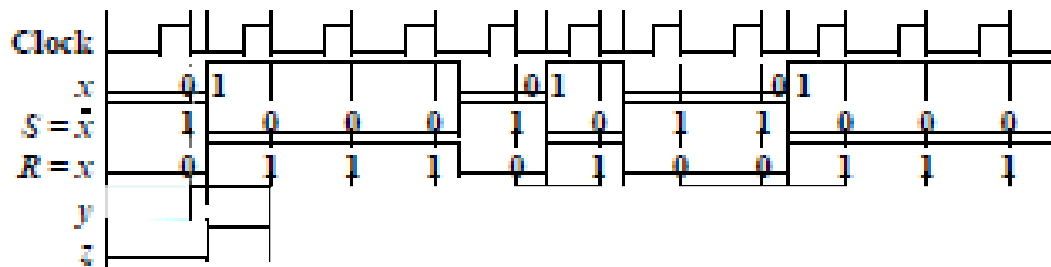 Clock
x 0 1 0 1 0 1
S = x̄ 1 0 0 0 1 0 1 1 0 0 0
R = x 0 1 1 1 0 1 0 0 1 1 1
y
z